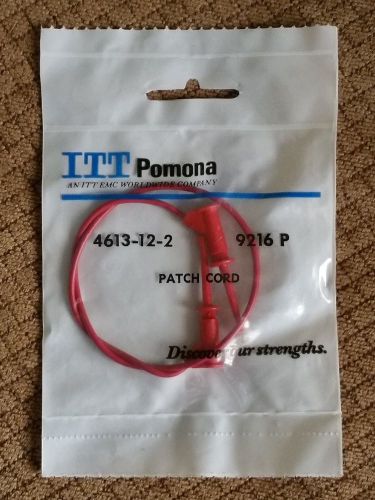 ITT Pomona
AN ITT EMC WORLDWIDE COMPANY
4613-12-2 9216 P
PATCH CORD
Discover your strengths.